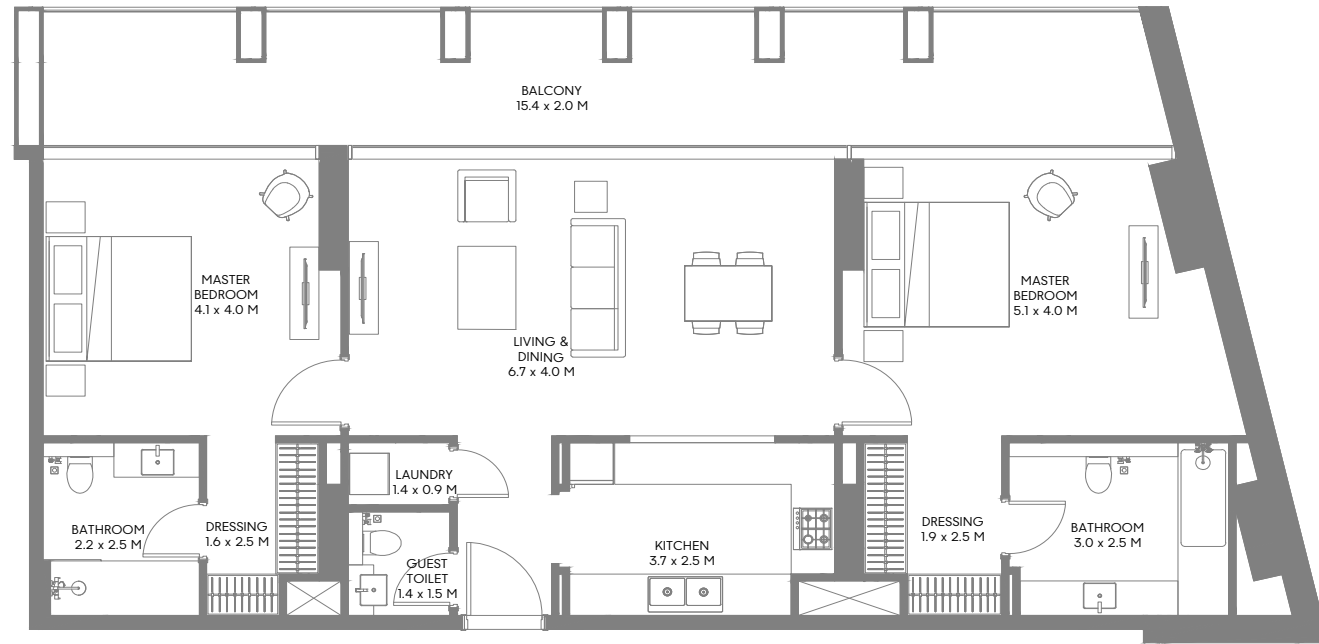 BALCONY
15.4 x 2.0 M
MASTER
BEDROOM
4.1 x 4.0 M
LIVING &
DINING
6.7 x 4.0 M
MASTER
BEDROOM
5.1 x 4.0 M
BATHROOM
2.2 x 2.5 M
DRESSING
1.6 x 2.5 M
LAUNDRY
1.4 x 0.9 M
GUEST
TOILET
1.4 x 1.5 M
KITCHEN
3.7 x 2.5 M
DRESSING
1.9 x 2.5 M
BATHROOM
3.0 x 2.5 M